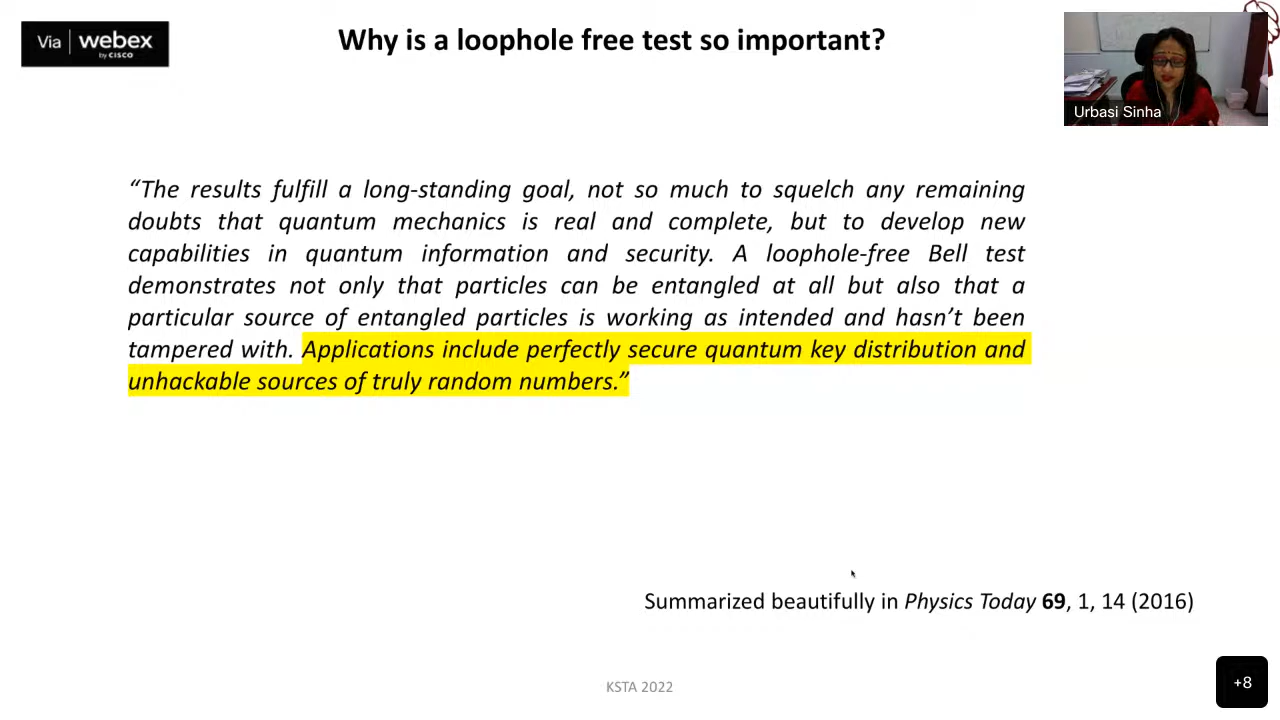 Via | webex
by CISCO
Why is a loophole free test so important?
Urbasi Sinha
“The results fulfill a long-standing goal, not so much to squelch any remaining
doubts that quantum mechanics is real and complete, but to develop new
capabilities in quantum information and security. A loophole-free Bell test
demonstrates not only that particles can be entangled at all but also that a
particular source of entangled particles is working as intended and hasn’t been
tampered with. Applications include perfectly secure quantum key distribution and
unhackable sources of truly random numbers.”
Summarized beautifully in Physics Today 69, 1, 14 (2016)
KSTA 2022
+8